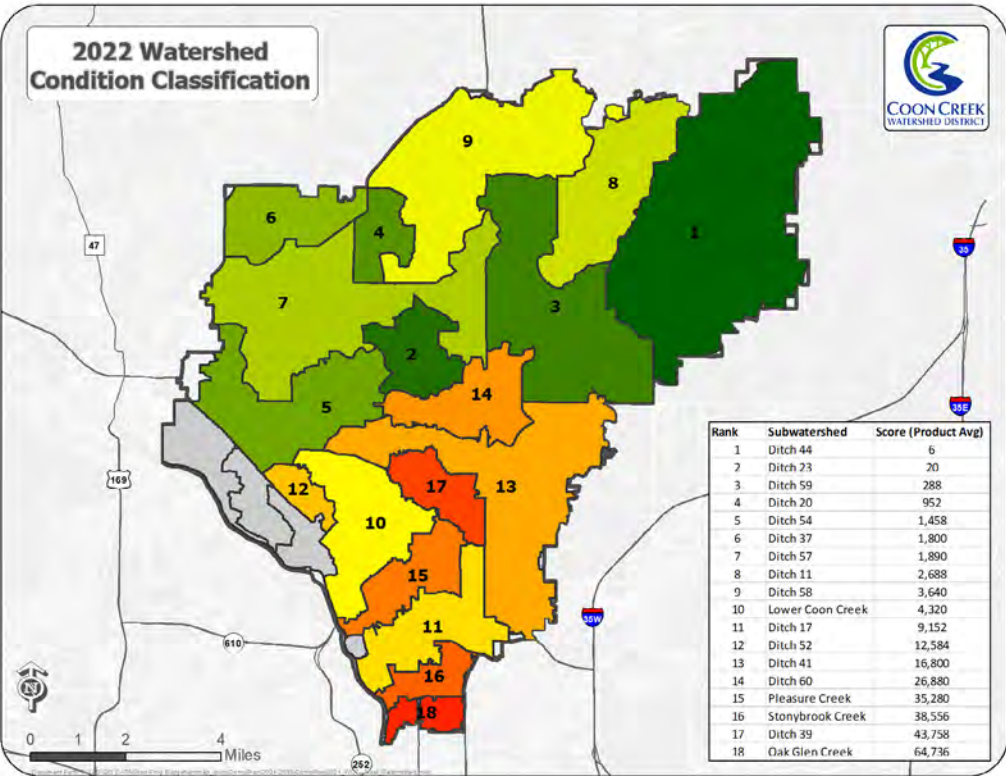 2022 Watershed
Condition Classification
COON CREEK
WATERSHED DISTRICT
9
8
6
4
1
47
35
7
3
2
14
5
35E
169
12
17
13
10
15
35W
11
610
16
N
18
0 1 2 4
Miles
252
Rank Subwatershed Score (Product Avg)
1 Ditch 44 6
2 Ditch 23 20
3 Ditch 59 288
4 Ditch 20 952
5 Ditch 54 1,458
6 Ditch 37 1,800
7 Ditch 57 1,890
8 Ditch 11 2,688
9 Ditch 58 3,640
10 Lower Coon Creek 4,320
11 Ditch 17 9,152
12 Ditch 52 12,584
13 Ditch 41 16,800
14 Ditch 60 26,880
15 Pleasure Creek 35,280
16 Stonybrook Creek 38,556
17 Ditch 39 43,758
18 Oak Glen Creek 64,736